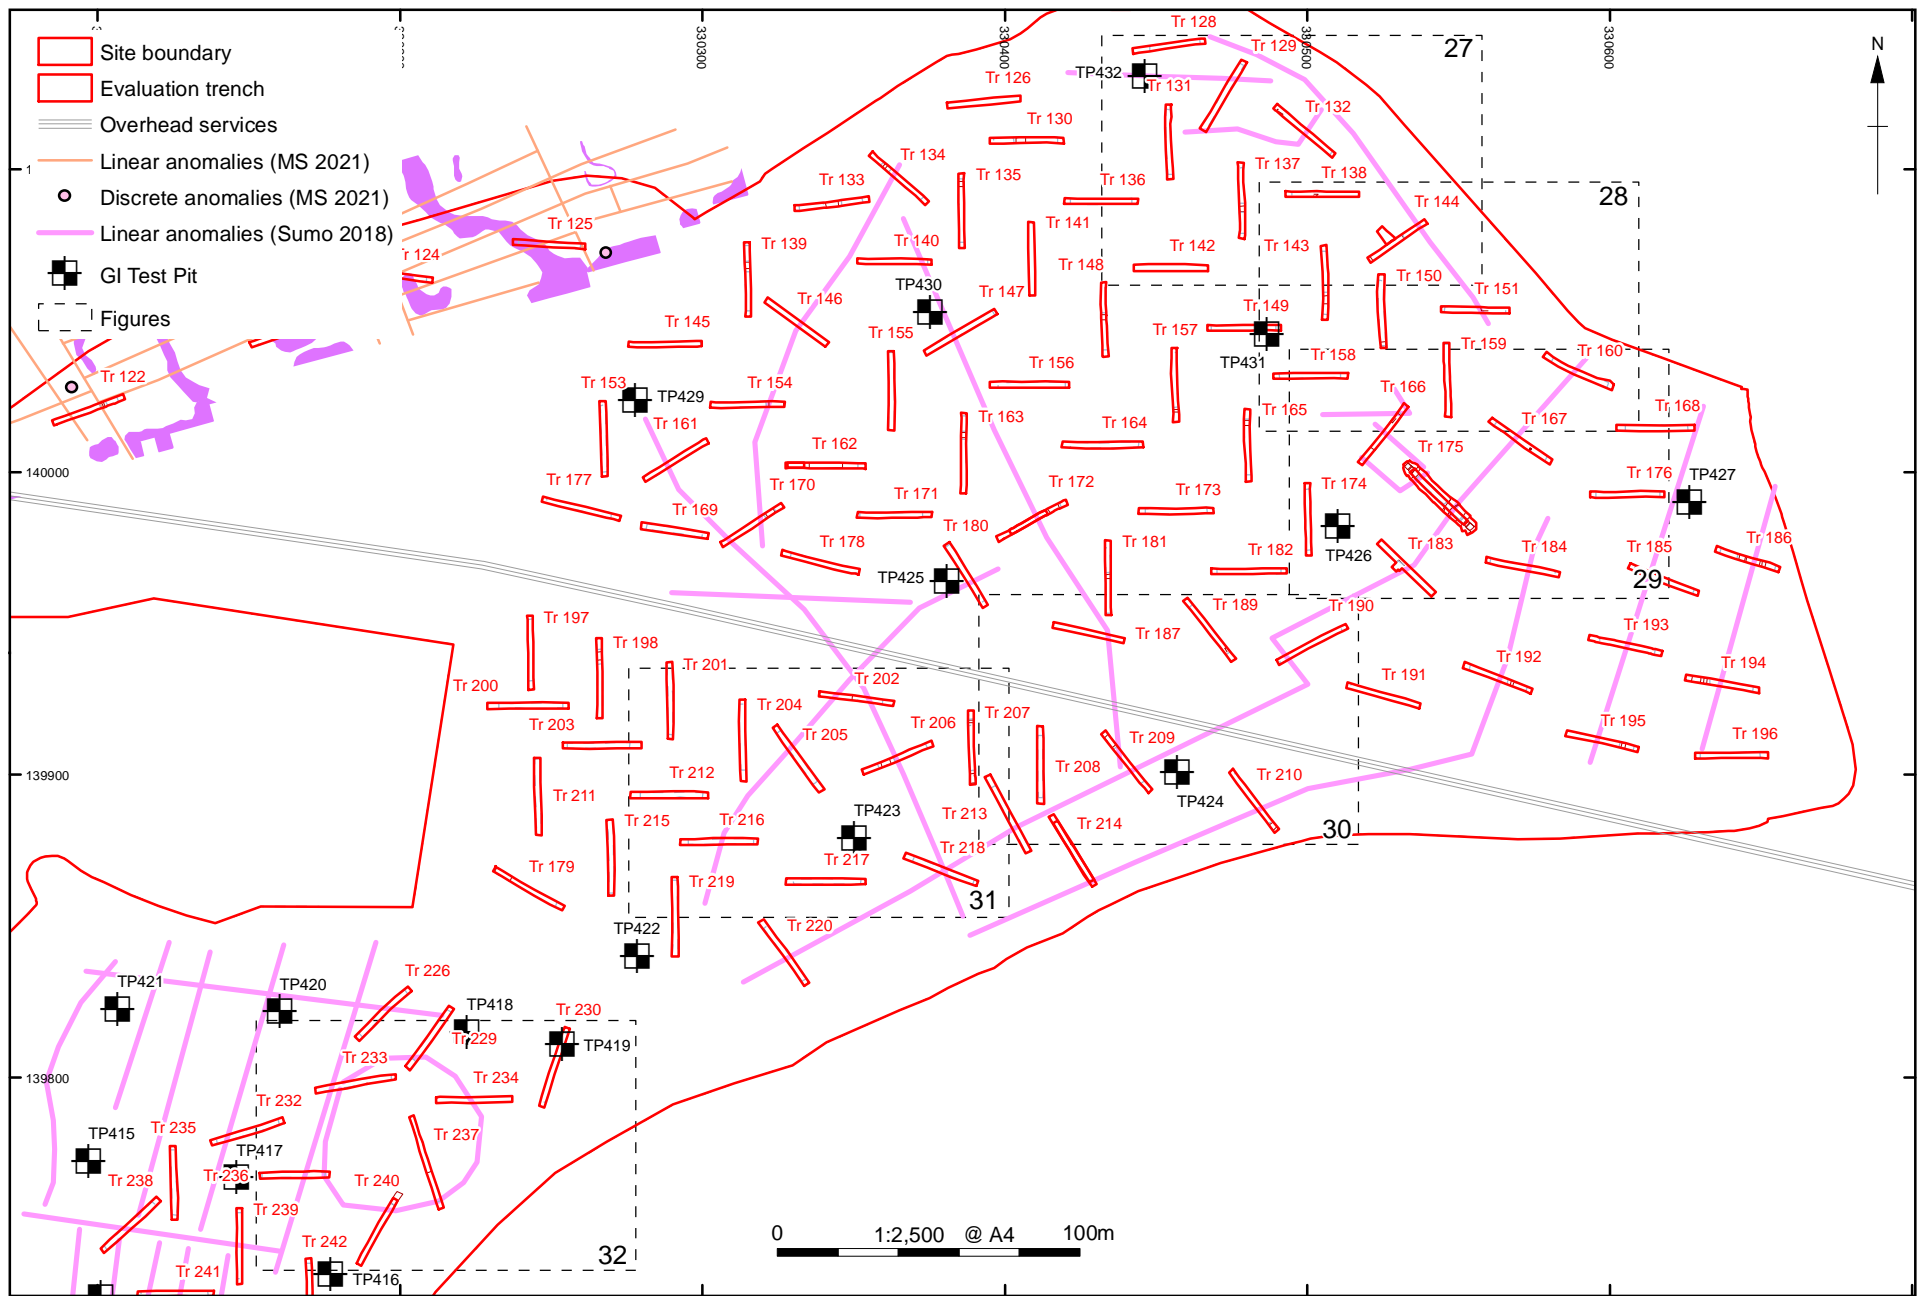 Site boundary
Evaluation trench
Overhead services
Linear anomalies (MS 2021)
Discrete anomalies (MS 2021)
Linear anomalies (Sumo 2018)
GI Test Pit
Figures
330300
330400
330500
330600
N
27
28
29
30
31
32
1
140000
139900
139800
Tr 128
Tr 129
TP432
Tr 126
Tr 131
Tr 132
Tr 130
Tr 134
Tr 135
Tr 136
Tr 137
Tr 138
Tr 133
Tr 144
Tr 125
Tr 124
Tr 139
Tr 140
Tr 141
Tr 142
Tr 143
Tr 148
Tr 150
Tr 151
TP430
Tr 147
Tr 146
Tr 149
Tr 145
Tr 155
Tr 157
TP431
Tr 156
Tr 158
Tr 159
Tr 160
Tr 122
Tr 153
TP429
Tr 154
Tr 166
Tr 161
Tr 163
Tr 164
Tr 165
Tr 167
Tr 168
Tr 162
Tr 175
Tr 177
Tr 170
Tr 171
Tr 172
Tr 173
Tr 174
Tr 176
TP427
Tr 169
Tr 180
TP426
Tr 178
TP425
Tr 181
Tr 182
Tr 183
Tr 184
Tr 185
Tr 186
Tr 197
Tr 198
Tr 189
Tr 190
Tr 187
Tr 193
Tr 200
Tr 201
Tr 202
Tr 191
Tr 192
Tr 194
Tr 203
Tr 204
Tr 205
Tr 206
Tr 207
Tr 209
Tr 195
Tr 196
Tr 211
Tr 212
Tr 208
TP424
Tr 210
Tr 215
Tr 216
TP423
Tr 213
Tr 214
Tr 179
Tr 219
Tr 217
Tr 218
TP422
Tr 220
TP421
TP420
Tr 226
TP418
Tr 229
Tr 230
TP419
Tr 233
Tr 234
Tr 232
Tr 235
TP415
TP417
Tr 237
Tr 238
Tr 236
Tr 240
Tr 239
Tr 242
TP416
Tr 241
0 1:2,500 @ A4 100m